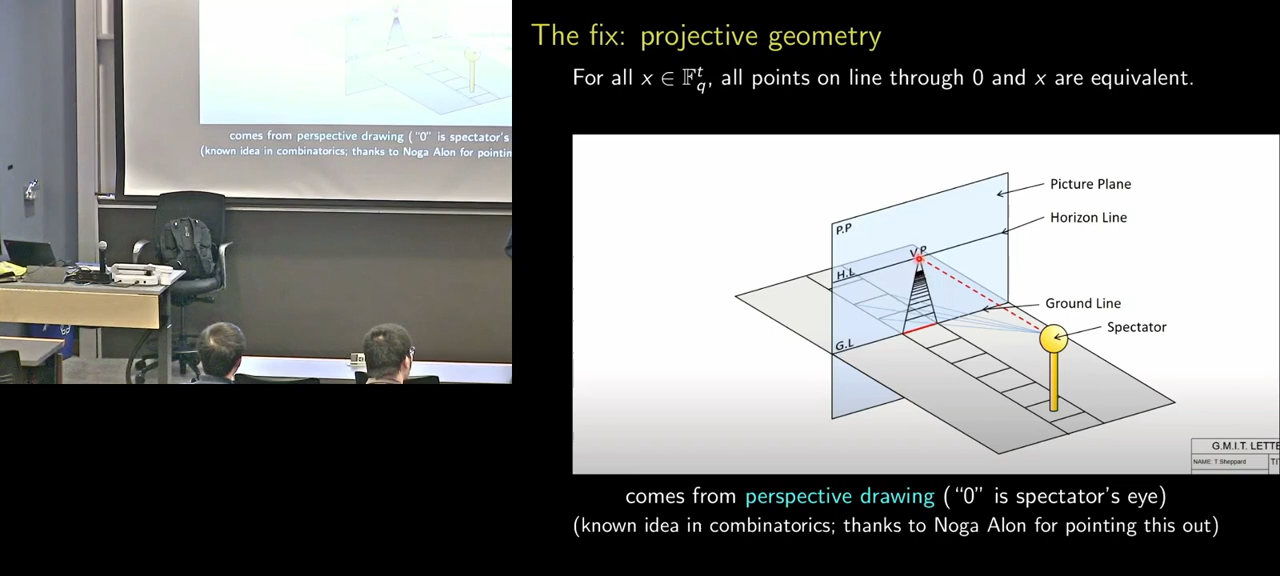 comes from perspective drawing ("0" is spectator's
(known idea in combinatorics; thanks to Noga Alon for pointin
The fix: projective geometry
For all x ∈ 𝔽_q^t, all points on line through 0 and x are equivalent.
Picture Plane
P.P
Horizon Line
V.P
H.L
Ground Line
Spectator
G.L
G.M.I.T. LETTE
NAME: T.Sheppard
TI
comes from perspective drawing ("0" is spectator's eye)
(known idea in combinatorics; thanks to Noga Alon for pointing this out)